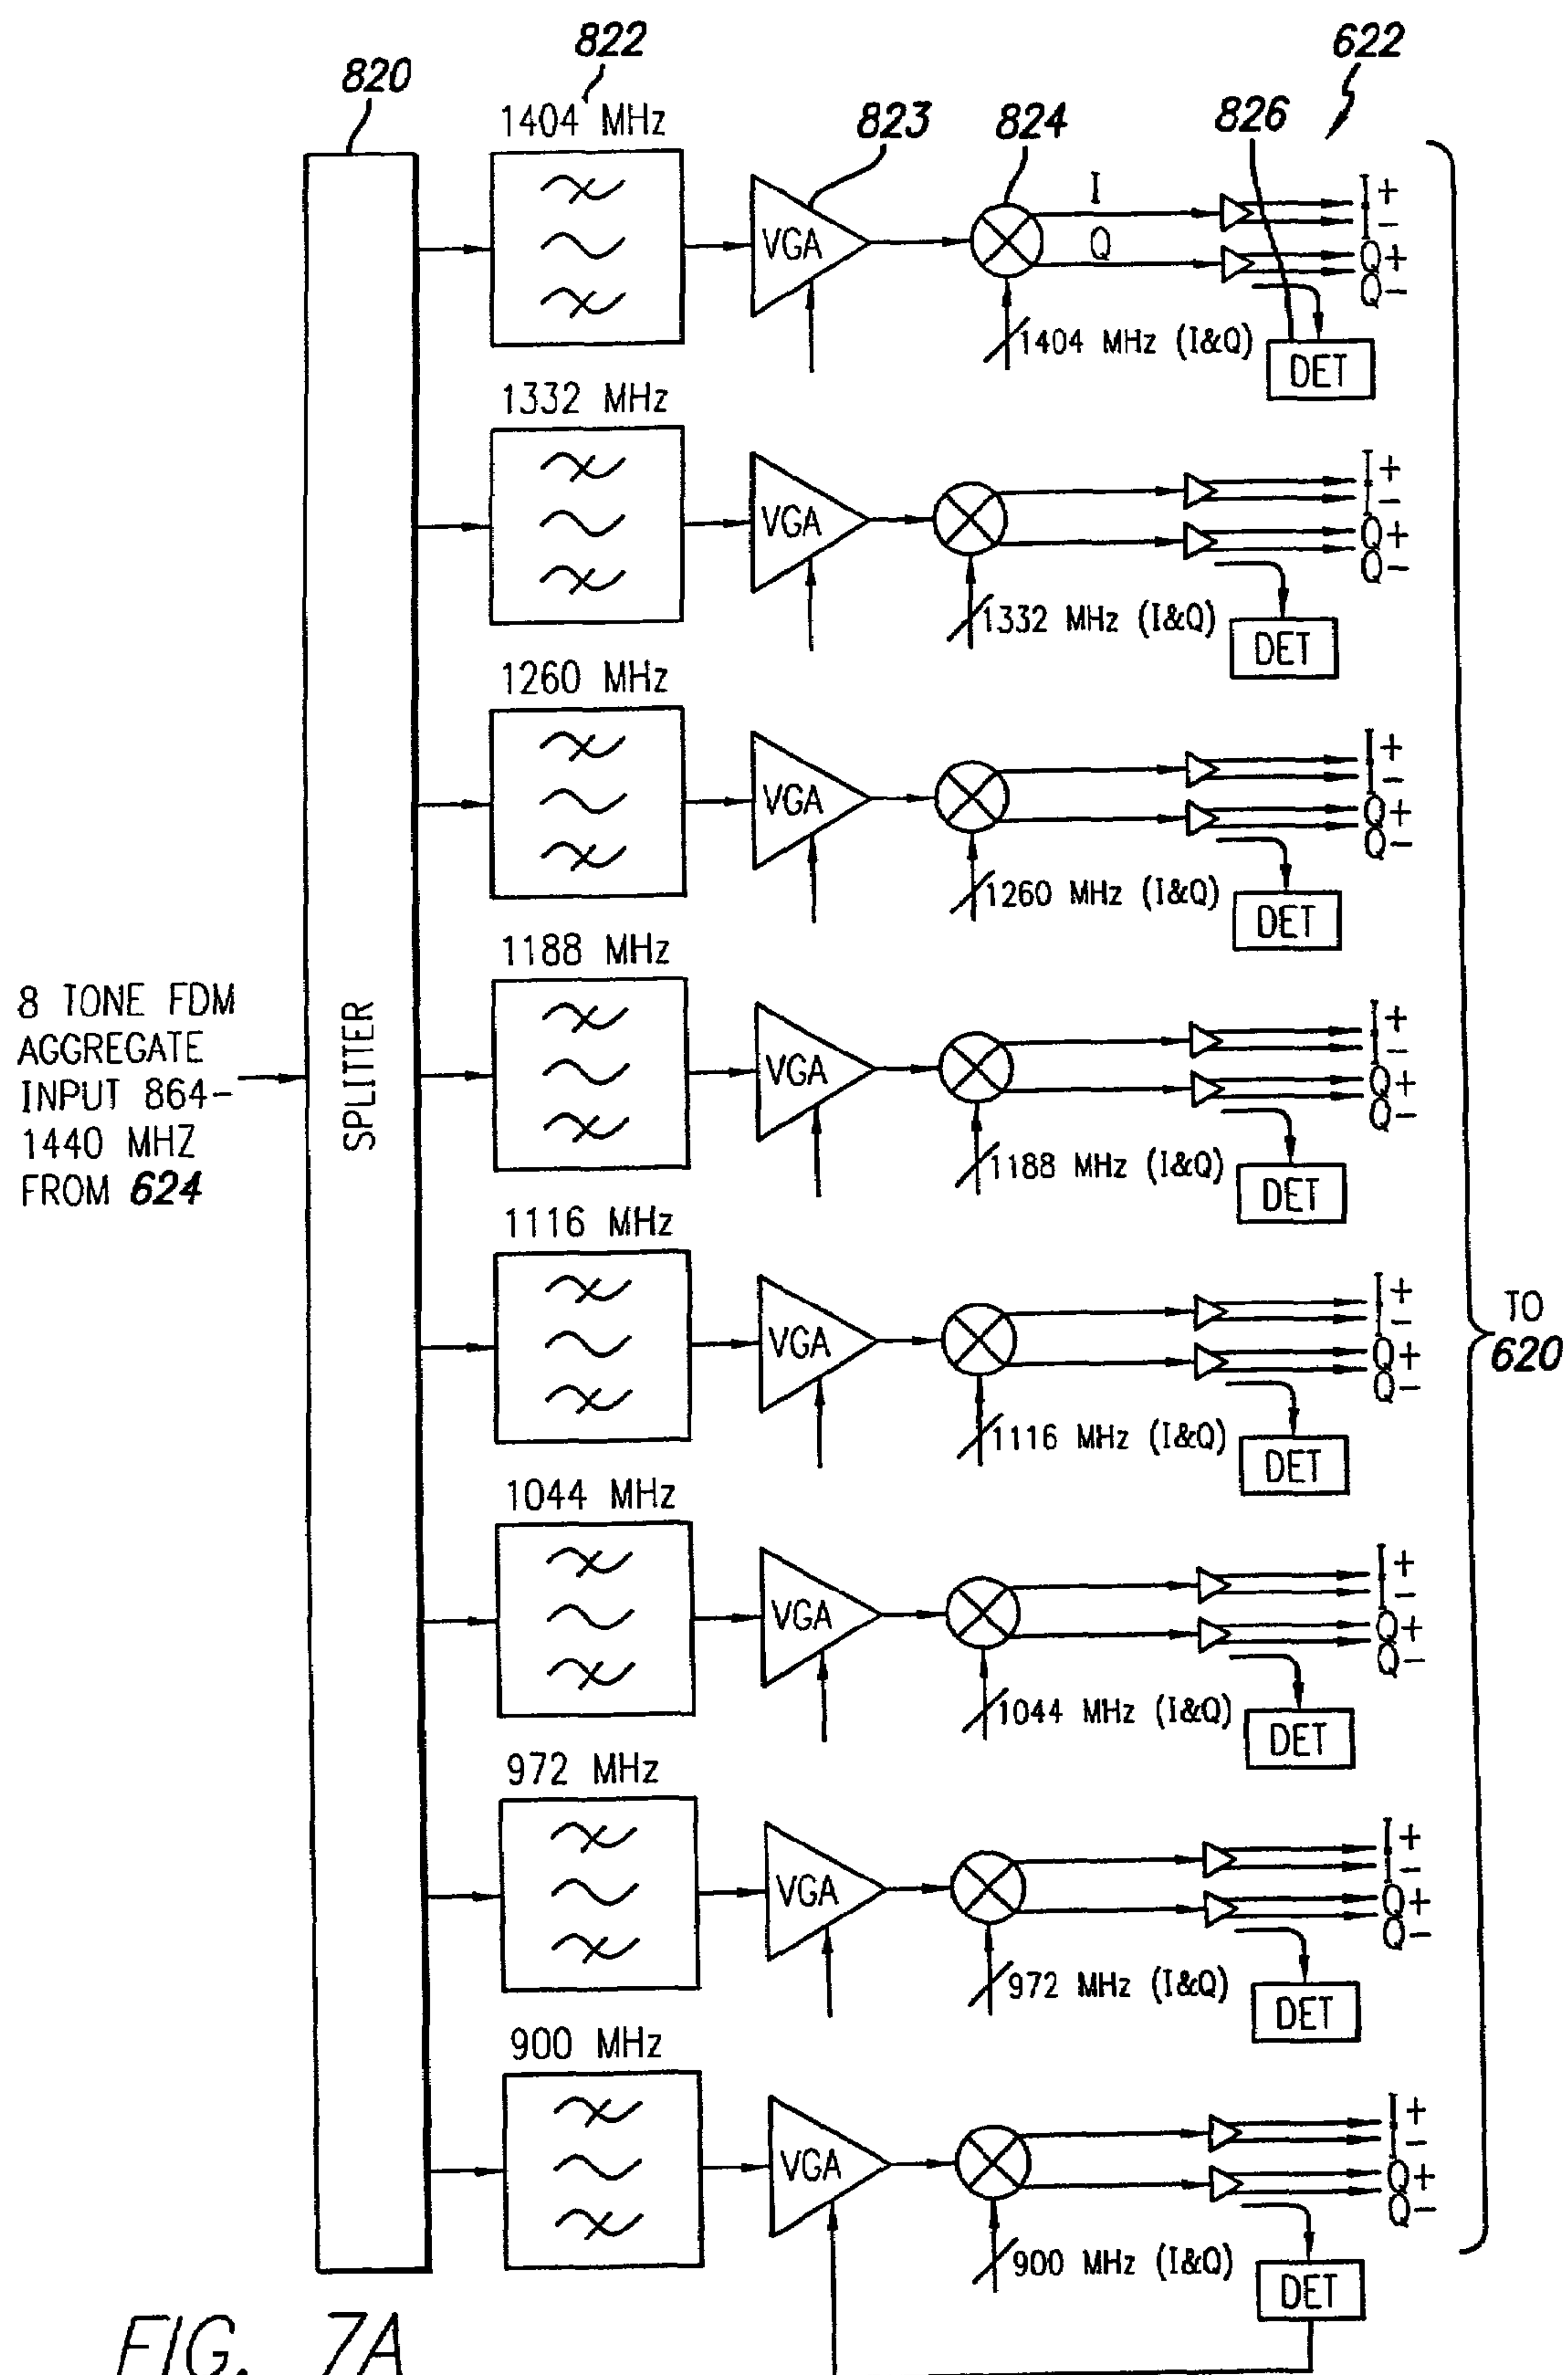 822
622
820
1404 MHz
823
824
826
VGA
I
Q
I+
-
Q+
Q-
1404 MHz (I&Q)
DET
1332 MHz
VGA
I+
-
Q+
Q-
1332 MHz (I&Q)
DET
1260 MHz
VGA
I+
-
Q+
Q-
1260 MHz (I&Q)
DET
8 TONE FDM
AGGREGATE
INPUT 864-
1440 MHZ
FROM 624
SPLITTER
1188 MHz
VGA
I+
-
Q+
Q-
1188 MHz (I&Q)
DET
1116 MHz
VGA
I+
-
Q+
Q-
1116 MHz (I&Q)
DET
TO
620
1044 MHz
VGA
I+
-
Q+
Q-
1044 MHz (I&Q)
DET
972 MHz
VGA
I+
-
Q+
Q-
972 MHz (I&Q)
DET
900 MHz
VGA
I+
-
Q+
Q-
900 MHz (I&Q)
DET
FIG. 7A